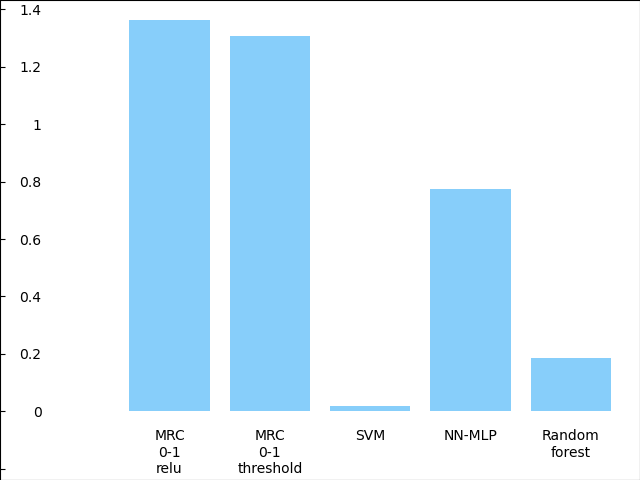 1.4
1.2
1
0.8
0.6
0.4
0.2
0
MRC
0-1
relu
MRC
0-1
threshold
SVM
NN-MLP
Random
forest